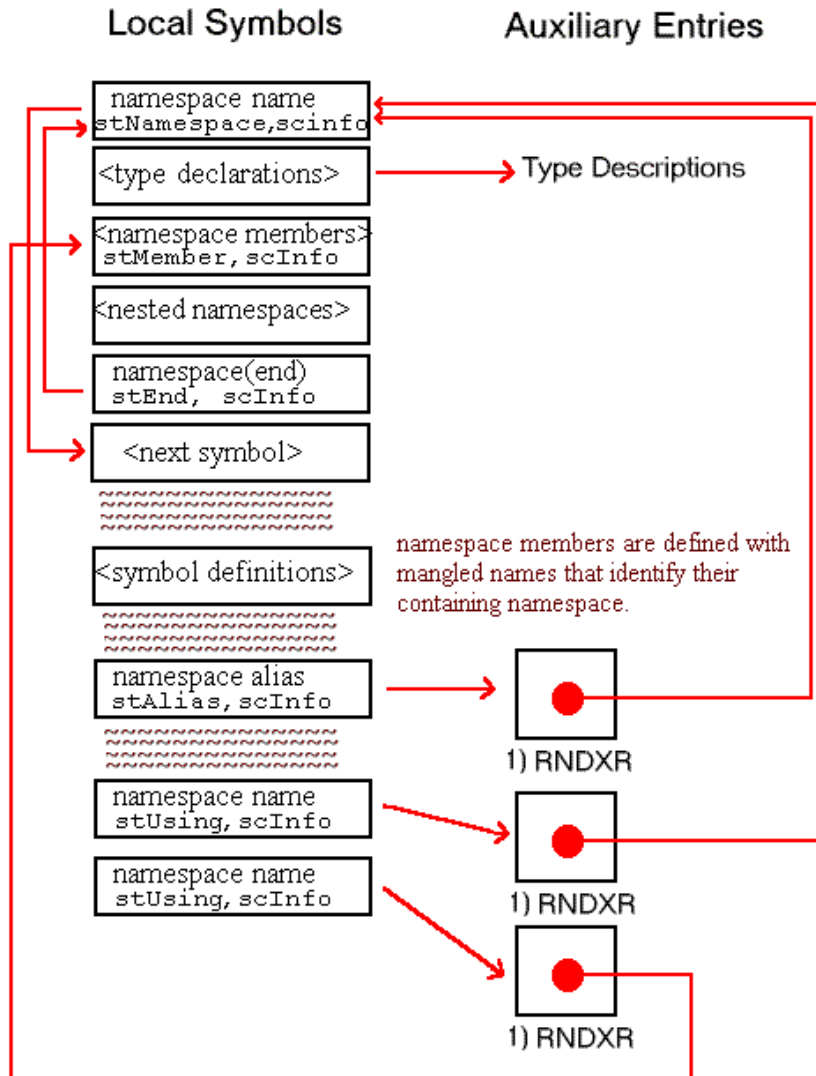 Local Symbols
Auxiliary Entries
namespace name
stNamespace,scinfo
<type declarations>
Type Descriptions
<namespace members>
stMember,scInfo
<nested namespaces>
namespace(end)
stEnd, scInfo
<next symbol>
~~~~~~~~~~~~~~~
~~~~~~~~~~~~~~~
~~~~~~~~~~~~~~~
~~~~~~~~~~~~~~~
namespace members are defined with
mangled names that identify their
containing namespace.
<symbol definitions>
~~~~~~~~~~~~~~~
~~~~~~~~~~~~~~~
~~~~~~~~~~~~~~~
~~~~~~~~~~~~~~~
namespace alias
stAlias,scInfo
1) RNDXR
~~~~~~~~~~~~~~~
~~~~~~~~~~~~~~~
~~~~~~~~~~~~~~~
~~~~~~~~~~~~~~~
namespace name
stUsing,scInfo
1) RNDXR
namespace name
stUsing,scInfo
1) RNDXR